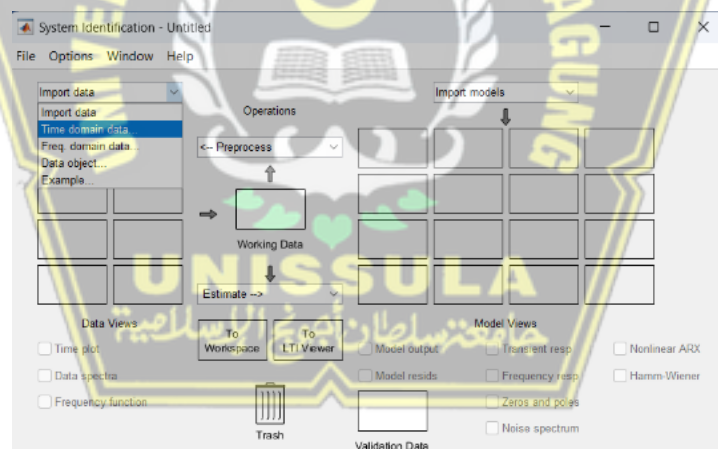 System Identification - Untitled
File Options Window Help
Import data
Import data
Time domain data...
Freq. domain data...
Data object...
Example...
Operations
<-- Preprocess
Working Data
Estimate -->
To
Workspace
To
LTI Viewer
Import models
Data Views
Time plot
Data spectra
Frequency function
Trash
Model Views
Model output
Model resids
Transient resp
Frequency resp
Zeros and poles
Noise spectrum
Nonlinear ARX
Hamm-Wiener
Validation Data
UNISSULA
AGUNG